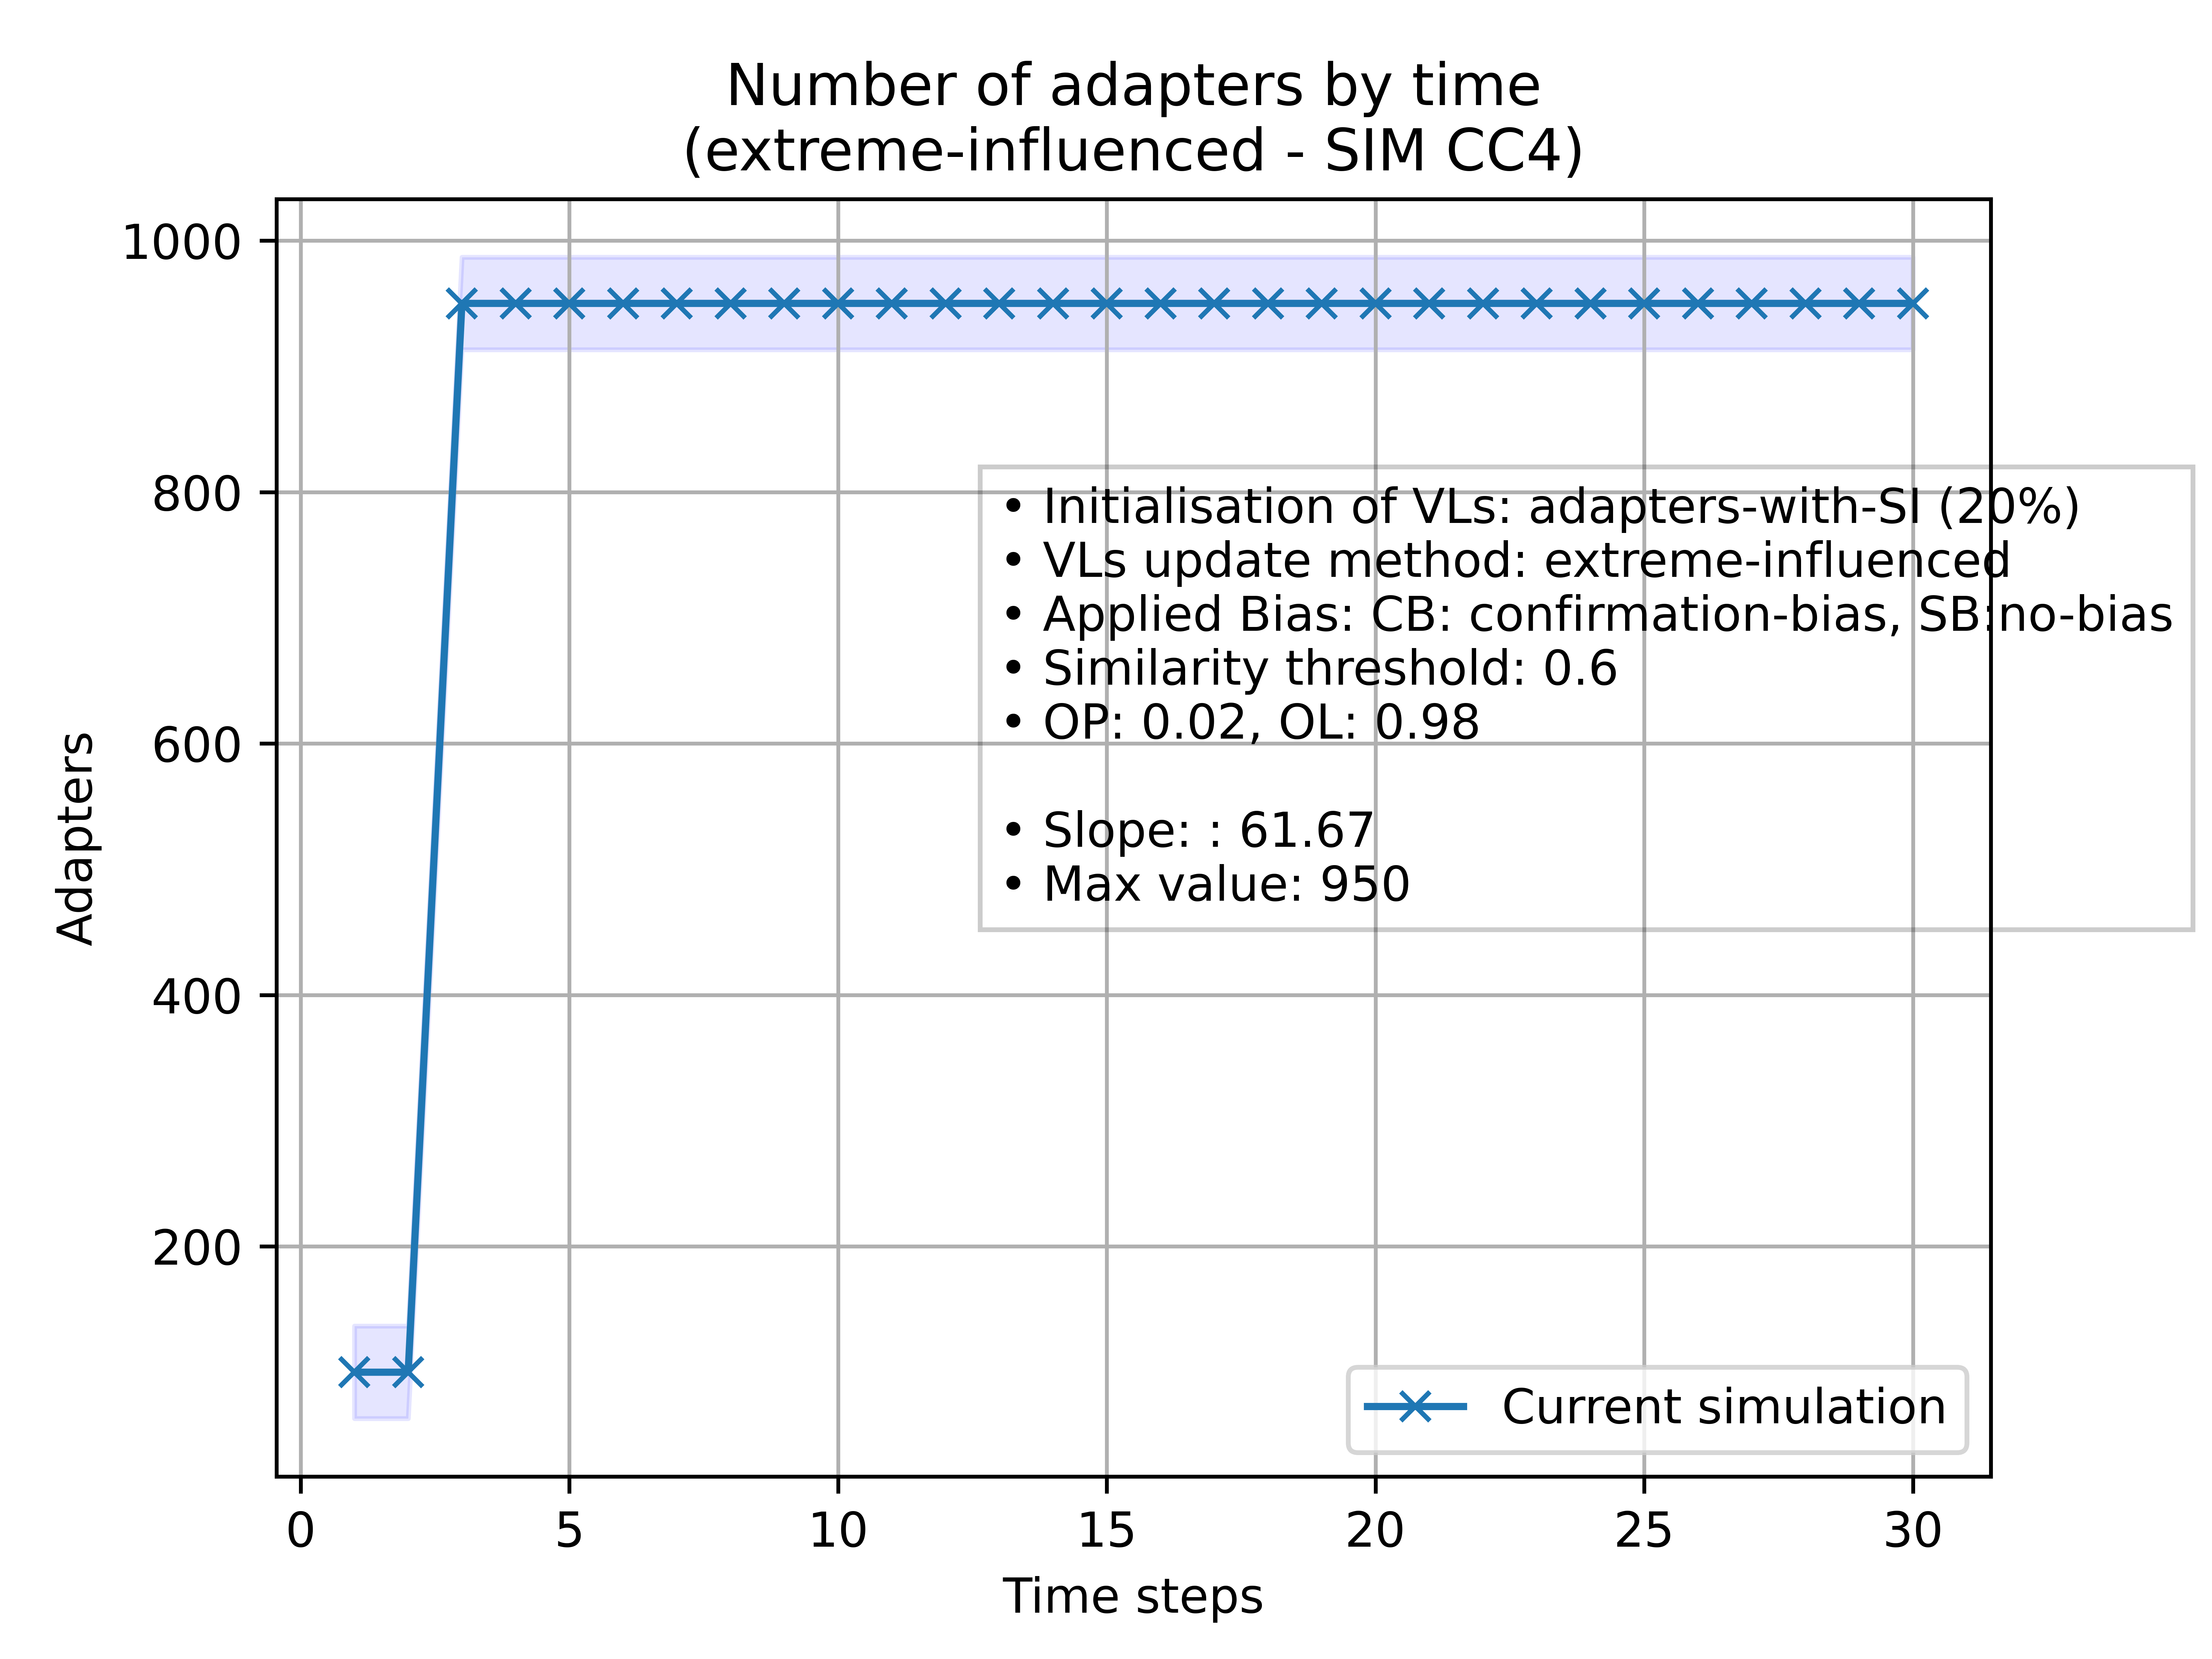 Number of adapters by time
(extreme-influenced - SIM CC4)
1000
800
600
400
200
Adapters
• Initialisation of VLs: adapters-with-SI (20%)
• VLs update method: extreme-influenced
• Applied Bias: CB: confirmation-bias, SB:no-bias
• Similarity threshold: 0.6
• OP: 0.02, OL: 0.98
• Slope: : 61.67
• Max value: 950
Current simulation
0 5 10 15 20 25 30
Time steps